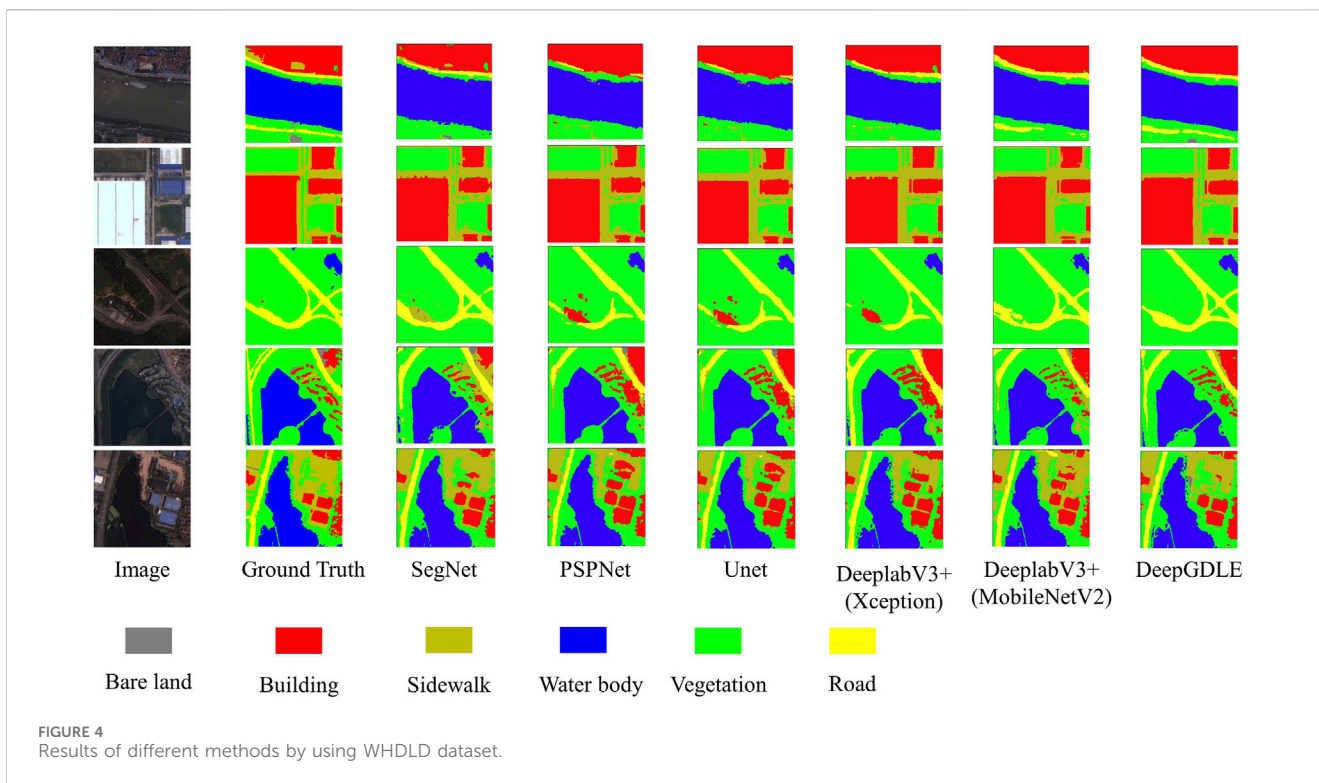 Image Ground Truth SegNet PSPNet Unet DeeplabV3+ DeeplabV3+ DeepGDLE
(Xception) (MobileNetV2)
Bare land Building Sidewalk Water body Vegetation Road
FIGURE 4
Results of different methods by using WHDLD dataset.